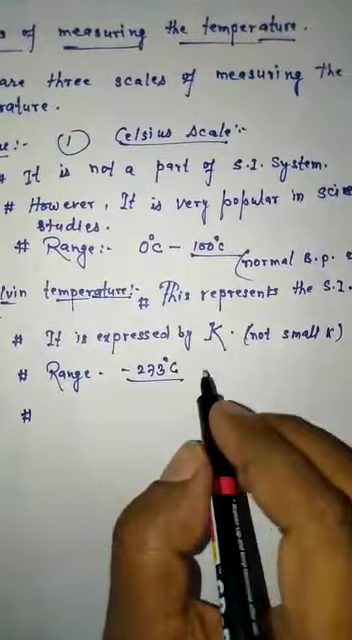 s of measuring the temperature.
are three scales of measuring the
rature.
① Celsius scale:-
# It is not a part of S.I. System.
# However, It is very popular in scie
studies.
# Range:- 0°C - 100°C
(normal B.p.
lvin temperature:- # This represents the S.I.
# It is expressed by K. (not small k)
# Range - -273°C
#